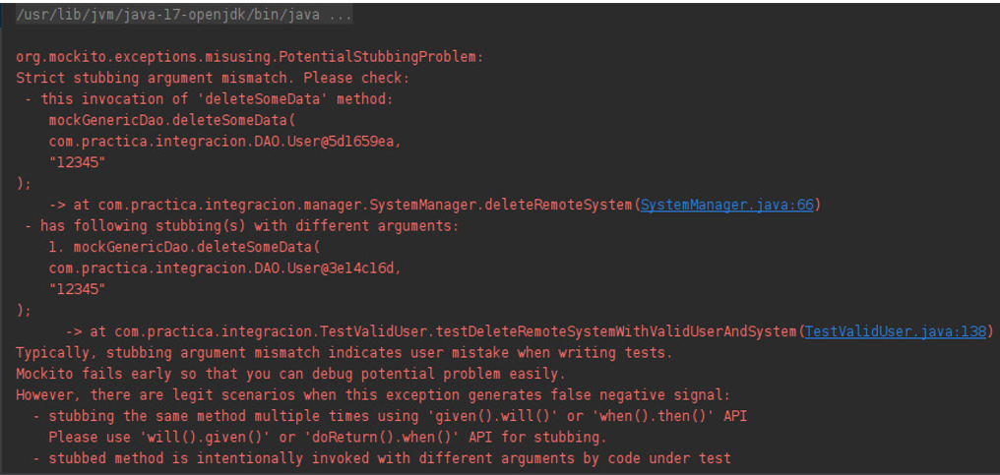 /usr/lib/jvm/java-17-openjdk/bin/java ...
org.mockito.exceptions.misusing.PotentialStubbingProblem:
Strict stubbing argument mismatch. Please check:
- this invocation of 'deleteSomeData' method:
mockGenericDao.deleteSomeData(
com.practica.integracion.DAO.User@5d1659ea,
"12345"
);
-> at com.practica.integracion.manager.SystemManager.deleteRemoteSystem(SystemManager.java:66)
- has following stubbing(s) with different arguments:
1. mockGenericDao.deleteSomeData(
com.practica.integracion.DAO.User@3e14c16d,
"12345"
);
-> at com.practica.integracion.TestValidUser.testDeleteRemoteSystemWithValidUserAndSystem(TestValidUser.java:138)
Typically, stubbing argument mismatch indicates user mistake when writing tests.
Mockito fails early so that you can debug potential problem easily.
However, there are legit scenarios when this exception generates false negative signal:
- stubbing the same method multiple times using 'given().will()' or 'when().then()' API
Please use 'will().given()' or 'doReturn().when()' API for stubbing.
- stubbed method is intentionally invoked with different arguments by code under test